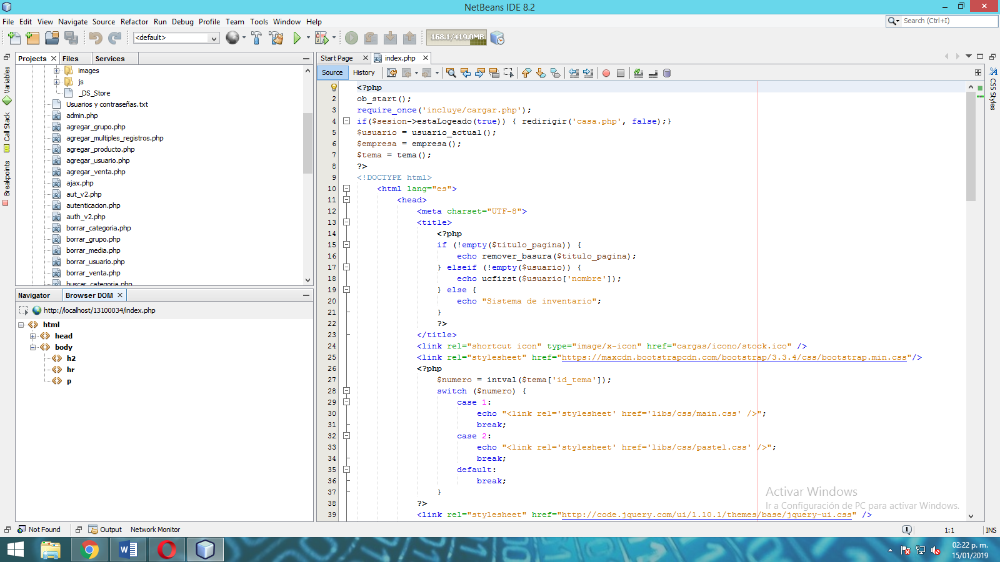 NetBeans IDE 8.2
File Edit View Navigate Source Refactor Run Debug Profile Team Tools Window Help
Search (Ctrl+I)
<default>
168.1/419.0MB
Projects Files Services
images
js
_DS_Store
Usuarios y contraseñas.txt
admin.php
agregar_grupo.php
agregar_multiples_registros.php
agregar_producto.php
agregar_usuario.php
agregar_venta.php
ajax.php
aut_v2.php
autenticacion.php
auth_v2.php
borrar_categoria.php
borrar_grupo.php
borrar_media.php
borrar_usuario.php
borrar_venta.php
buscar_categoria.php
Variables
Call Stack
Breakpoints
Navigator Browser DOM
http://localhost/13100034/index.php
html
head
body
h2
hr
p
Start Page index.php
Source History
CSS Styles
<?php
2 ob_start();
3 require_once('incluye/cargar.php');
4 if($sesion->estaLogeado(true)) { redirigir('casa.php', false);}
5 $usuario = usuario_actual();
6 $empresa = empresa();
7 $tema = tema();
8 ?>
9 <!DOCTYPE html>
10 <html lang="es">
11 <head>
12 <meta charset="UTF-8">
13 <title>
14 <?php
15 if (!empty($titulo_pagina)) {
16 echo remover_basura($titulo_pagina);
17 } elseif (!empty($usuario)) {
18 echo ucfirst($usuario['nombre']);
19 } else {
20 echo "Sistema de inventario";
21 }
22 ?>
23 </title>
24 <link rel="shortcut icon" type="image/x-icon" href="cargas/icono/stock.ico" />
25 <link rel="stylesheet" href="https://maxcdn.bootstrapcdn.com/bootstrap/3.3.4/css/bootstrap.min.css"/>
26 <?php
27 $numero = intval($tema['id_tema']);
28 switch ($numero) {
29 case 1:
30 echo "<link rel='stylesheet' href='libs/css/main.css' />";
31 break;
32 case 2:
33 echo "<link rel='stylesheet' href='libs/css/pastel.css' />";
34 break;
35 default:
36 break;
37 }
38 ?>
39 <link rel="stylesheet" href="http://code.jquery.com/ui/1.10.1/themes/base/jquery-ui.css" />
Activar Windows
Ir a Configuración de PC para activar Windows.
Not Found Output Network Monitor
1 1:1 INS
02:22 p. m.
15/01/2019